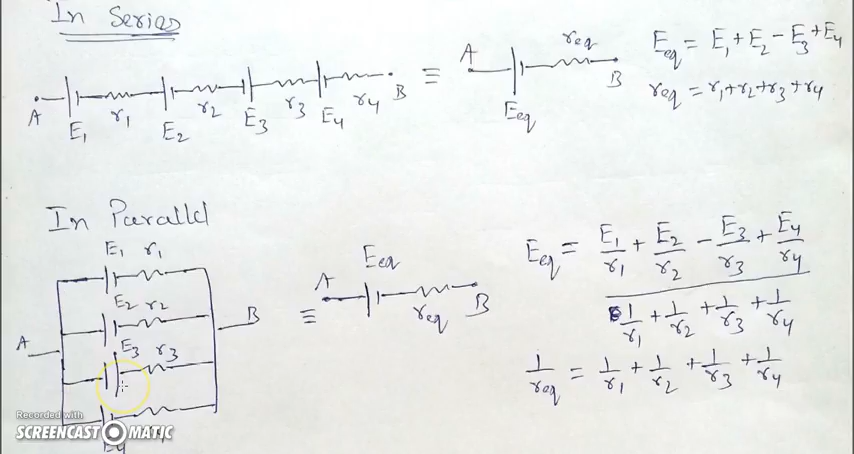 In Series
A E1 r1 E2 r2 E3 r3 E4 r4 B ≡ A Eeq req B
Eeq = E1 + E2 - E3 + E4
req = r1 + r2 + r3 + r4
In Parallel
A E1 r1 E2 r2 E3 r3 E4 B ≡ A Eeq req B
Eeq = E1/r1 + E2/r2 - E3/r3 + E4/r4
1/r1 + 1/r2 + 1/r3 + 1/r4
1/req = 1/r1 + 1/r2 + 1/r3 + 1/r4
Recorded with
SCREENCAST MATIC